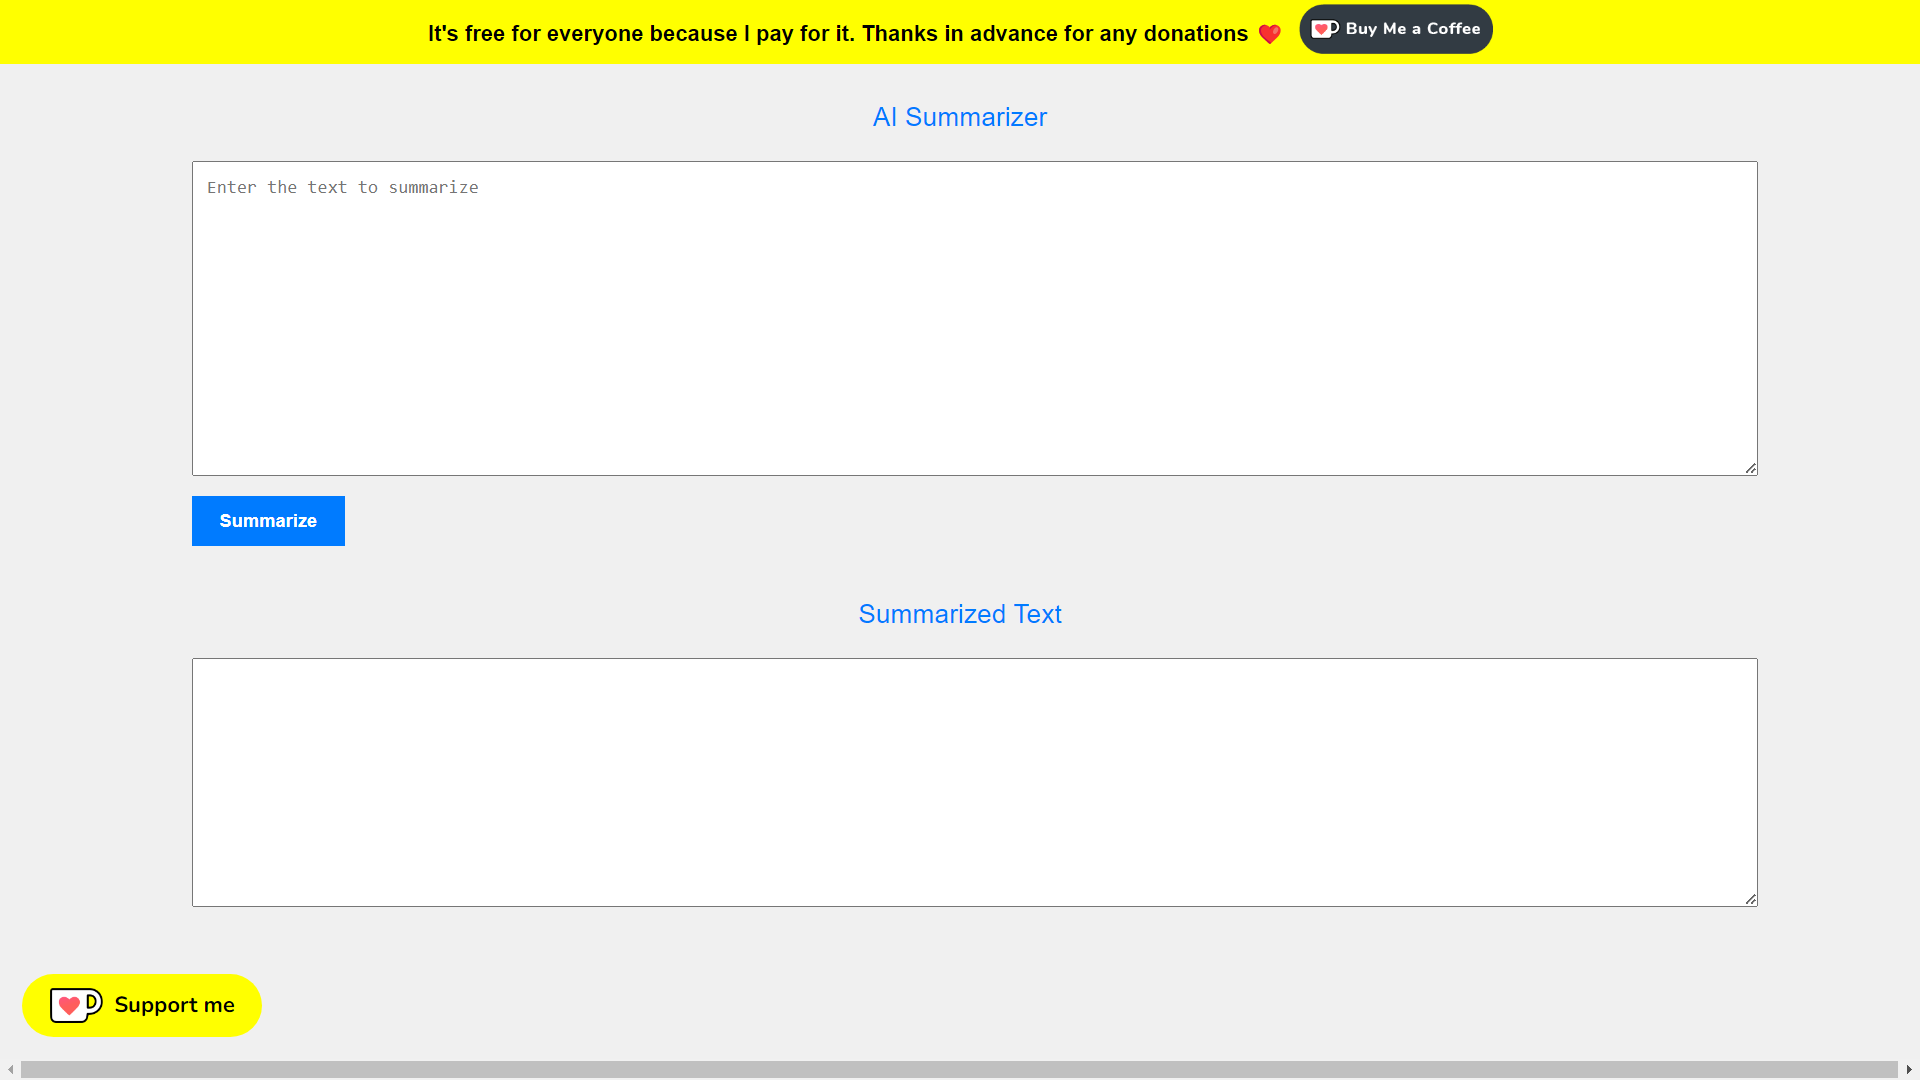 It's free for everyone because I pay for it. Thanks in advance for any donations ❤️ Buy Me a Coffee
AI Summarizer
Enter the text to summarize
Summarize
Summarized Text
Support me